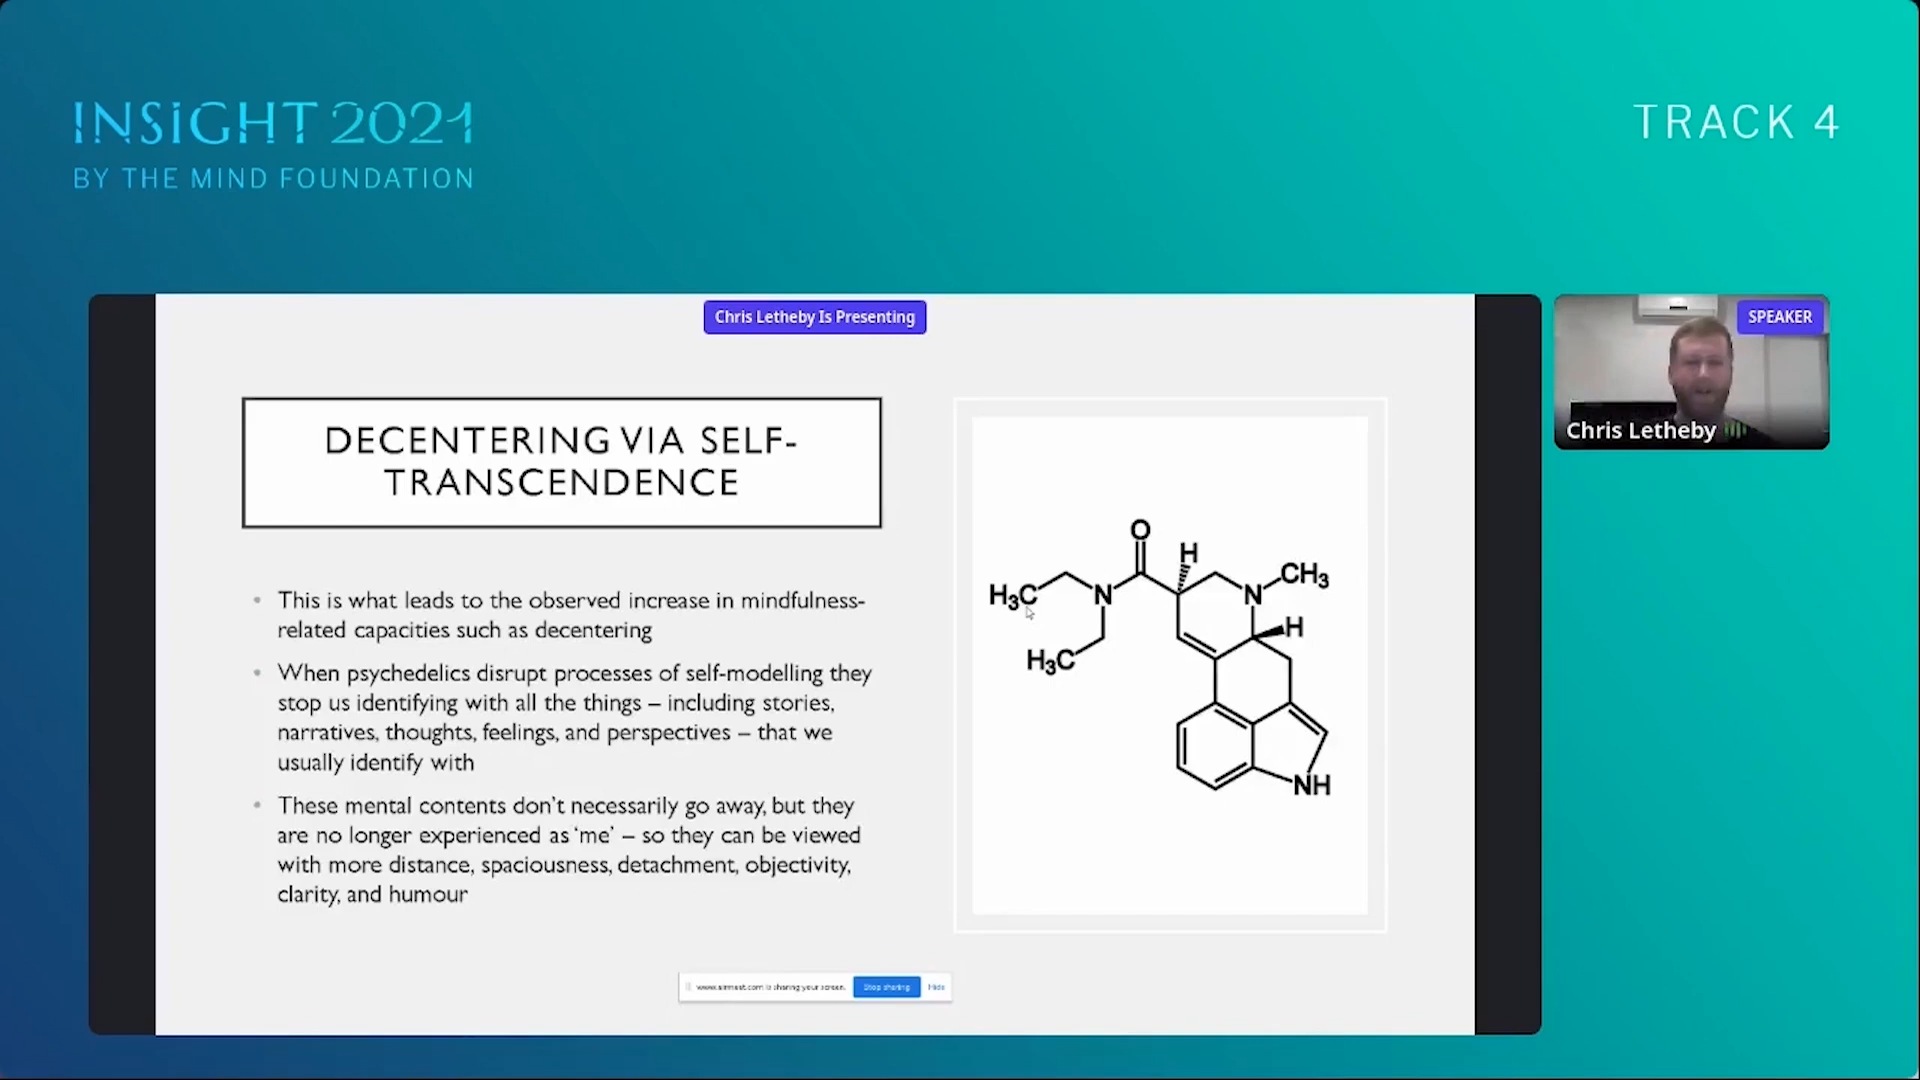 INSiGHT 2021
BY THE MIND FOUNDATION
TRACK 4
Chris Letheby Is Presenting
SPEAKER
Chris Letheby
DECENTERING VIA SELF-
TRANSCENDENCE
• This is what leads to the observed increase in mindfulness-
related capacities such as decentering
• When psychedelics disrupt processes of self-modelling they
stop us identifying with all the things – including stories,
narratives, thoughts, feelings, and perspectives – that we
usually identify with
• These mental contents don't necessarily go away, but they
are no longer experienced as 'me' – so they can be viewed
with more distance, spaciousness, detachment, objectivity,
clarity, and humour
O
H
H₃C
N
N
CH₃
H
H₃C
NH
is sharing your screen.
Stop sharing
Hide